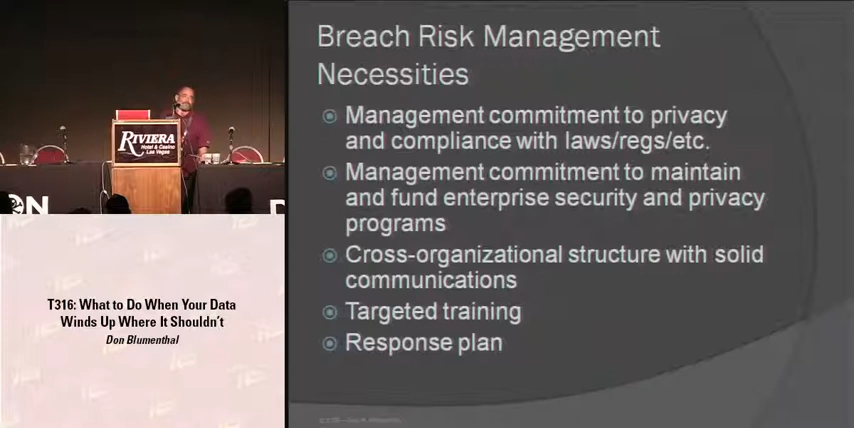 RIVIERA
Hotel & Casino
Las Vegas
ON
D
T316: What to Do When Your Data
Winds Up Where It Shouldn't
Don Blumenthal
Breach Risk Management
Necessities
Management commitment to privacy
and compliance with laws/regs/etc.
Management commitment to maintain
and fund enterprise security and privacy
programs
Cross-organizational structure with solid
communications
Targeted training
Response plan